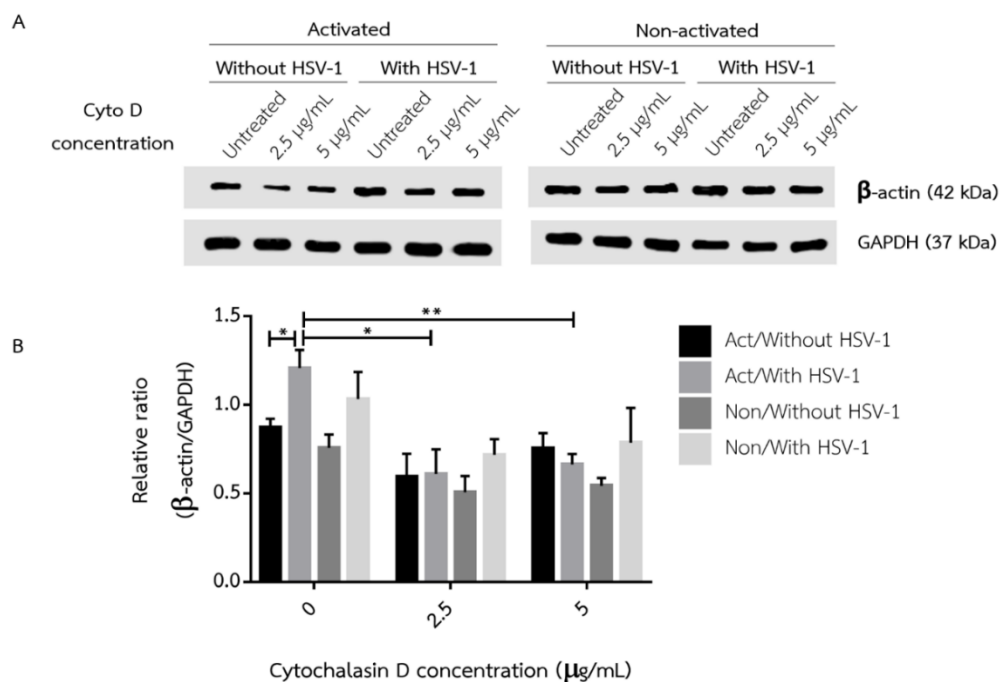 A
Activated
Non-activated
Without HSV-1
With HSV-1
Without HSV-1
With HSV-1
Cyto D
concentration
Untreated
2.5 µg/mL
5 µg/mL
Untreated
2.5 µg/mL
5 µg/mL
Untreated
2.5 µg/mL
5 µg/mL
Untreated
2.5 µg/mL
5 µg/mL
β-actin (42 kDa)
GAPDH (37 kDa)
B
Relative ratio
(β-actin/GAPDH)
1.5
1.0
0.5
0.0
*
*
**
0
2.5
5
Cytochalasin D concentration (µg/mL)
Act/Without HSV-1
Act/With HSV-1
Non/Without HSV-1
Non/With HSV-1